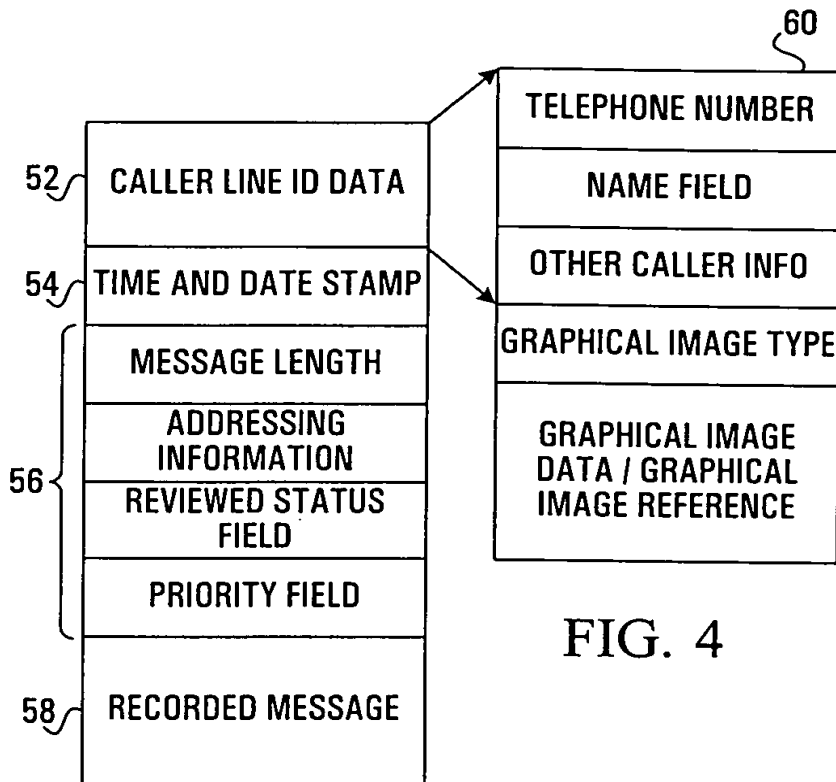 52
CALLER LINE ID DATA
54
TIME AND DATE STAMP
56
MESSAGE LENGTH
ADDRESSING
INFORMATION
REVIEWED STATUS
FIELD
PRIORITY FIELD
58
RECORDED MESSAGE
60
TELEPHONE NUMBER
NAME FIELD
OTHER CALLER INFO
GRAPHICAL IMAGE TYPE
GRAPHICAL IMAGE
DATA / GRAPHICAL
IMAGE REFERENCE
FIG. 4